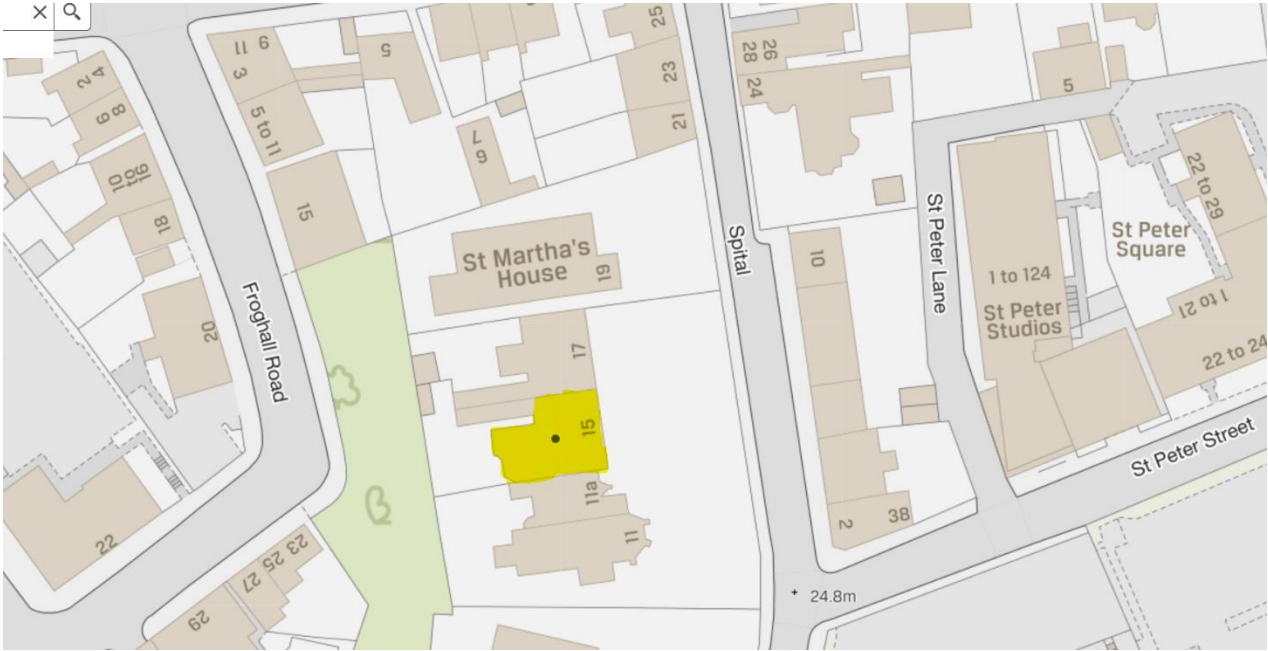 25
23
21
28
26
24
5
2
4
6
8
11
9
3
5
5 to 11
7
6
10
to
16
18
15
20
St Martha's
House
19
17
15
11a
11
Froghall Road
Spital
10
2
38
St Peter Lane
1 to 124
St Peter
Studios
22 to 29
St Peter
Square
1 to 21
22 to 24
St Peter Street
24.8m
22
23
25
27
29